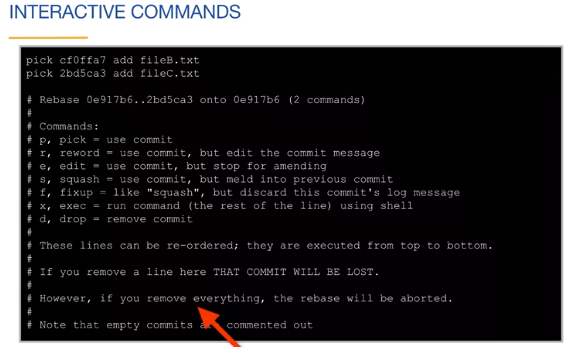 INTERACTIVE COMMANDS
pick cf0ffa7 add fileB.txt
pick 2bd5ca3 add fileC.txt
# Rebase 0e917b6..2bd5ca3 onto 0e917b6 (2 commands)
#
# Commands:
# p, pick = use commit
# r, reword = use commit, but edit the commit message
# e, edit = use commit, but stop for amending
# s, squash = use commit, but meld into previous commit
# f, fixup = like "squash", but discard this commit's log message
# x, exec = run command (the rest of the line) using shell
# d, drop = remove commit
#
# These lines can be re-ordered; they are executed from top to bottom.
#
# If you remove a line here THAT COMMIT WILL BE LOST.
#
# However, if you remove everything, the rebase will be aborted.
#
# Note that empty commits commented out